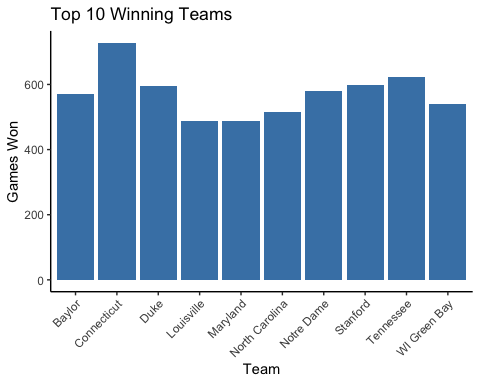 Top 10 Winning Teams
Games Won
600
400
200
0
Baylor
Connecticut
Duke
Louisville
Maryland
North Carolina
Notre Dame
Stanford
Tennessee
WI Green Bay
Team